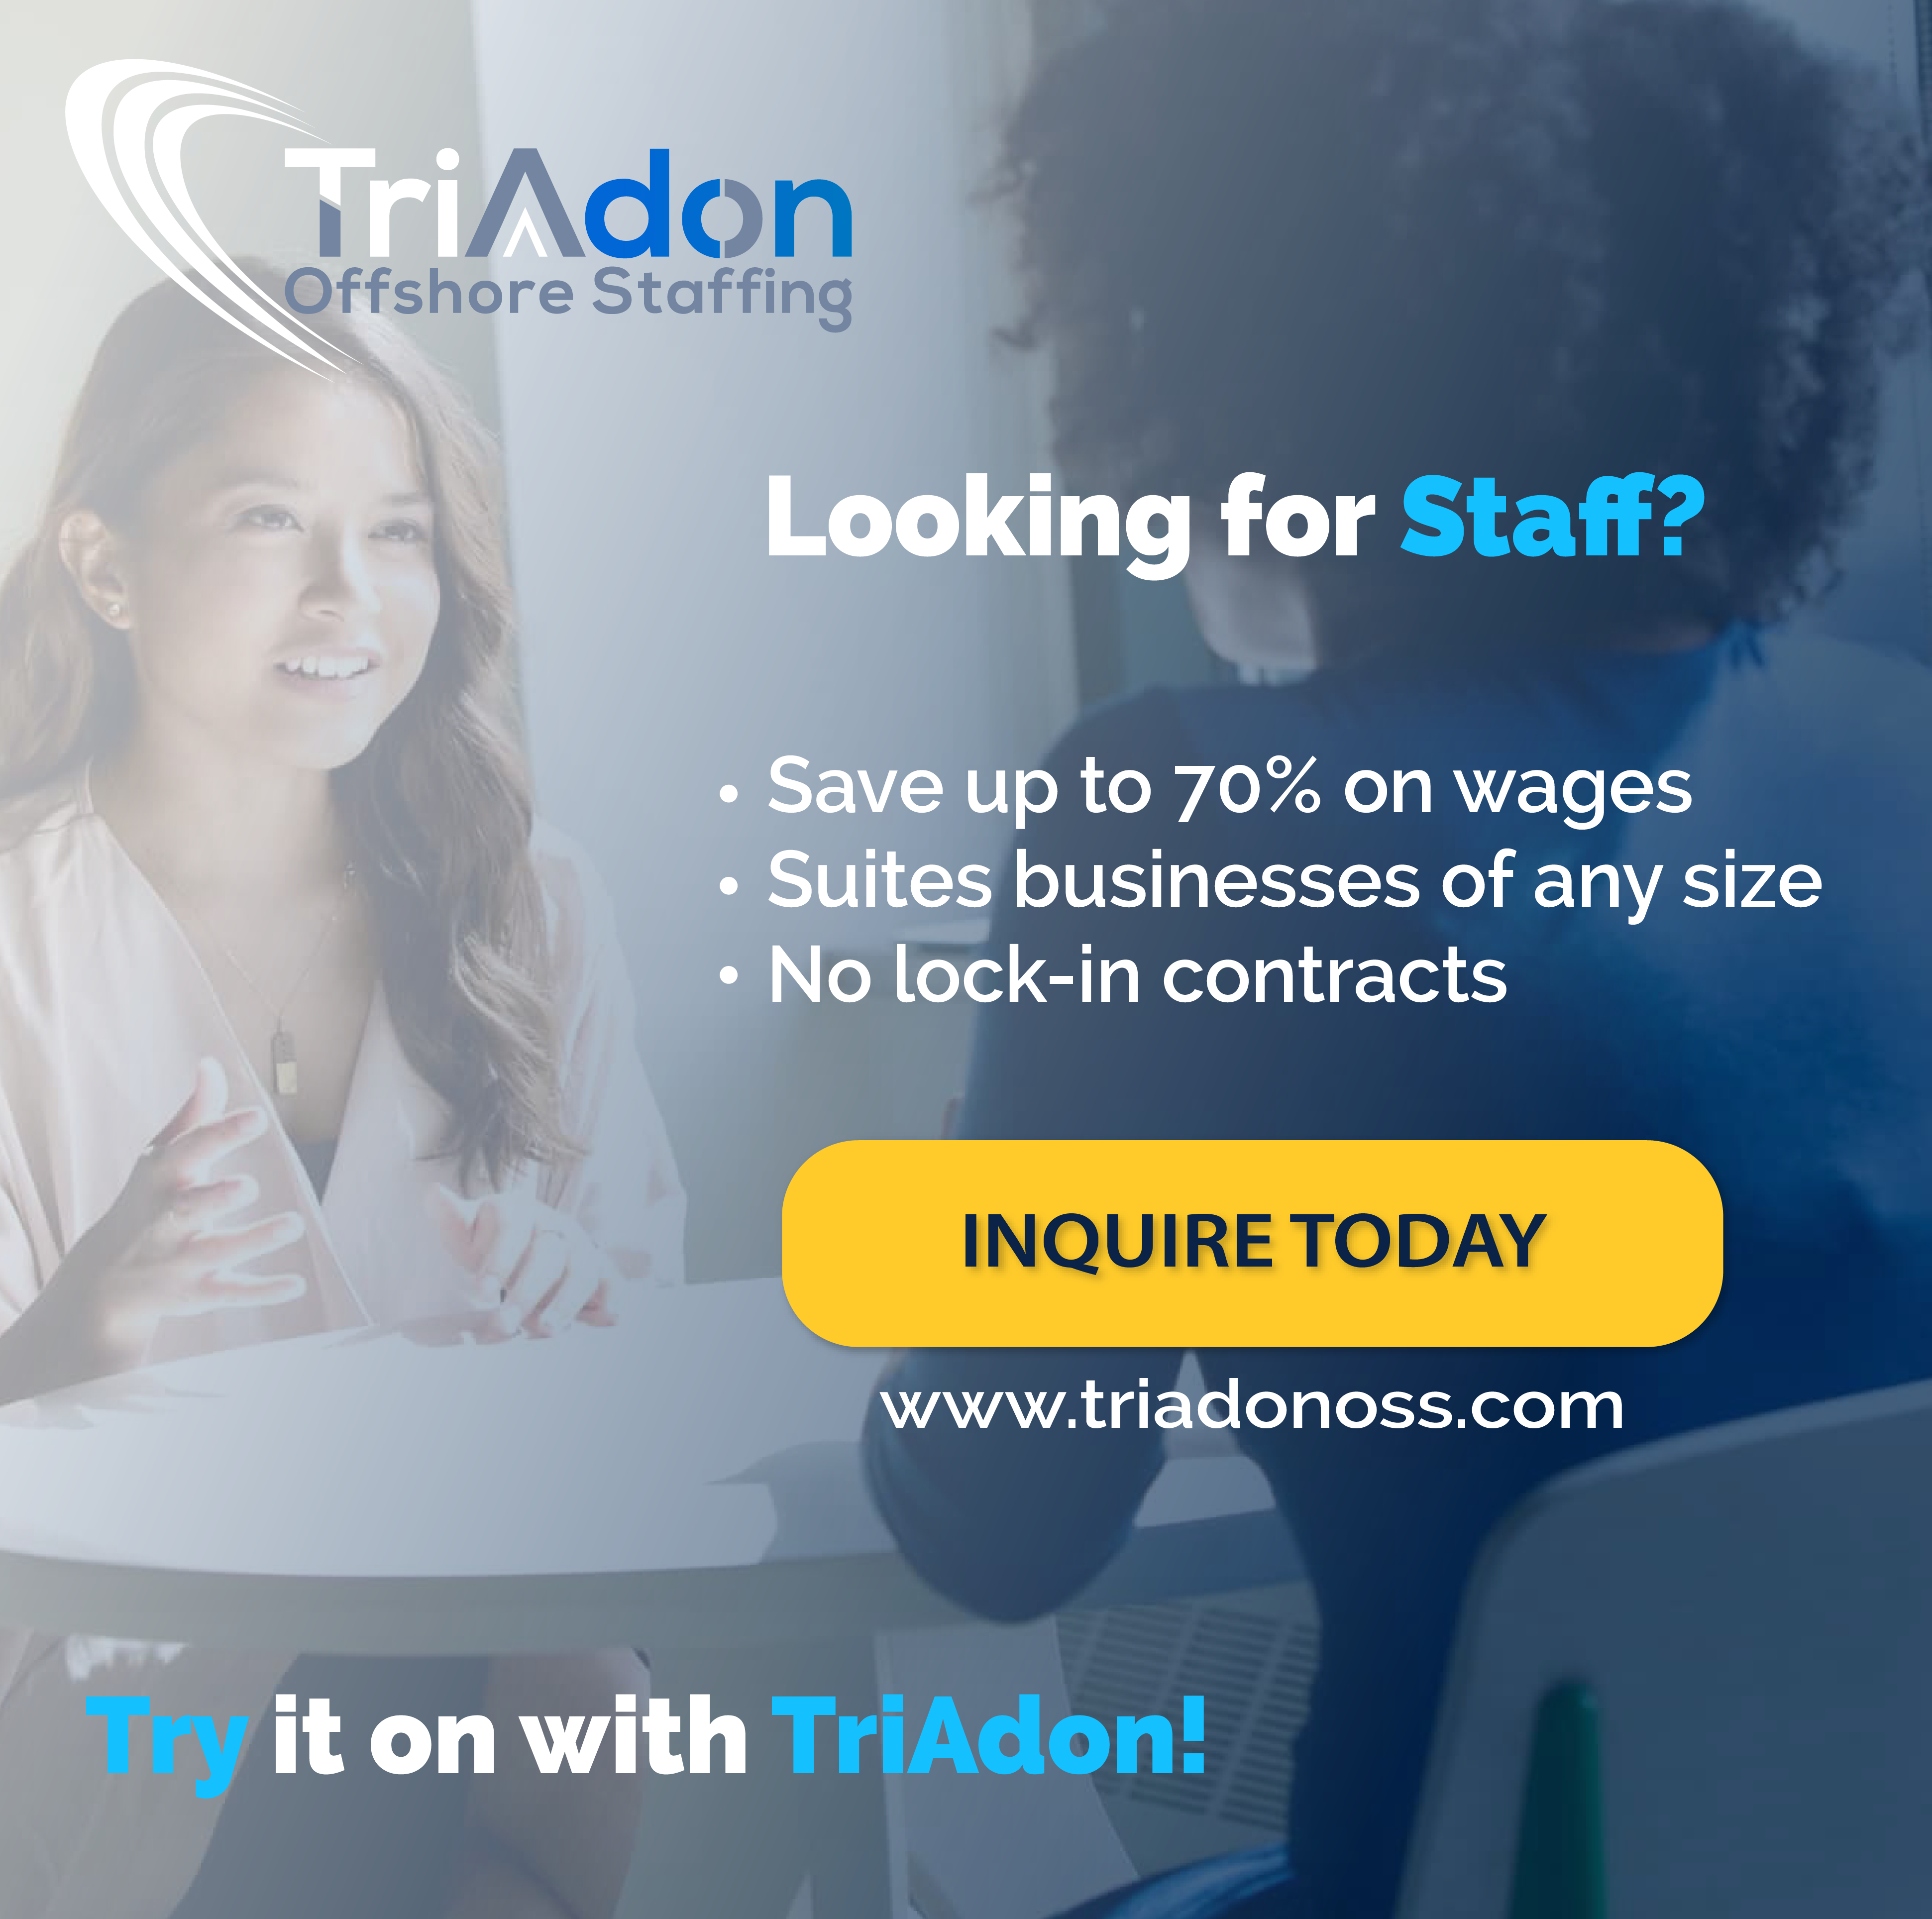 TriAdon
Offshore Staffing
Looking for Staff?
• Save up to 70% on wages
• Suites businesses of any size
• No lock-in contracts
INQUIRE TODAY
www.triadonoss.com
Try it on with TriAdon!